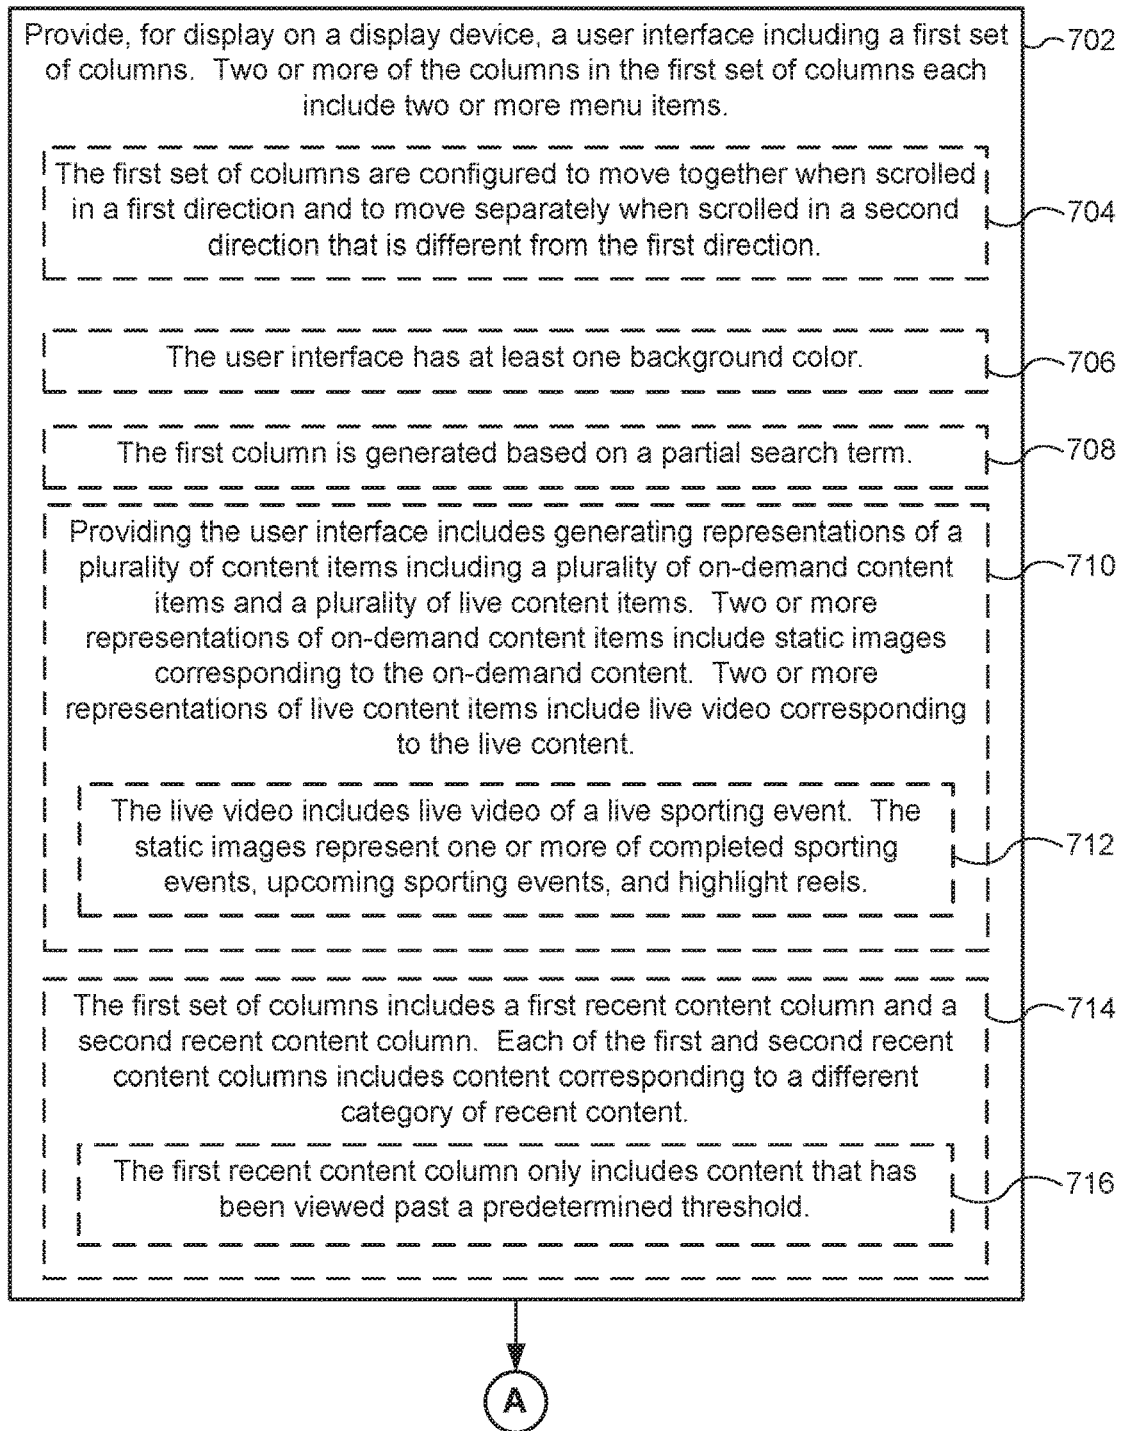 Provide, for display on a display device, a user interface including a first set
of columns. Two or more of the columns in the first set of columns each
include two or more menu items.
702
The first set of columns are configured to move together when scrolled
in a first direction and to move separately when scrolled in a second
direction that is different from the first direction.
704
The user interface has at least one background color.
706
The first column is generated based on a partial search term.
708
Providing the user interface includes generating representations of a
plurality of content items including a plurality of on-demand content
items and a plurality of live content items. Two or more
representations of on-demand content items include static images
corresponding to the on-demand content. Two or more
representations of live content items include live video corresponding
to the live content.
710
The live video includes live video of a live sporting event. The
static images represent one or more of completed sporting
events, upcoming sporting events, and highlight reels.
712
The first set of columns includes a first recent content column and a
second recent content column. Each of the first and second recent
content columns includes content corresponding to a different
category of recent content.
714
The first recent content column only includes content that has
been viewed past a predetermined threshold.
716
A